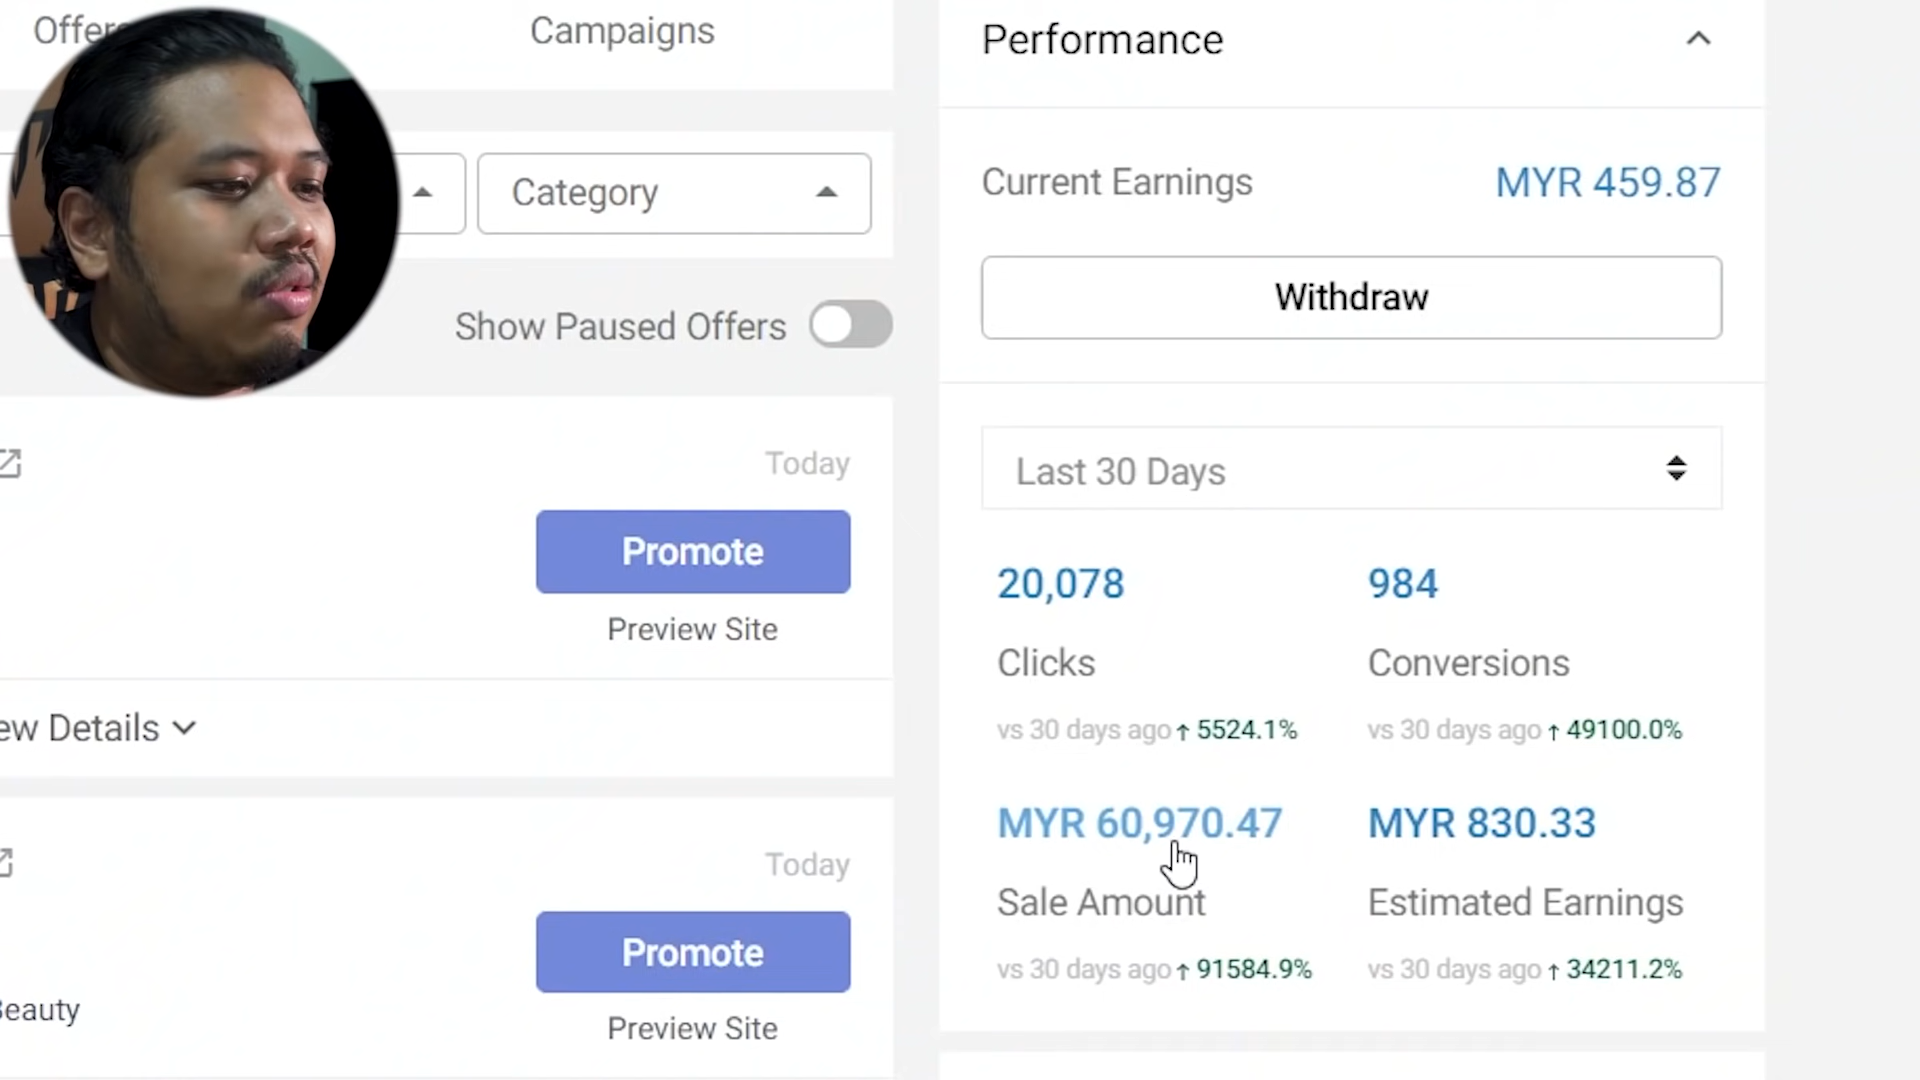 Campaigns
Performance
Category
Current Earnings
MYR 459.87
Withdraw
Show Paused Offers
Last 30 Days
Today
Promote
Preview Site
Details
20,078
984
Clicks
Conversions
vs 30 days ago ↑ 5524.1%
vs 30 days ago ↑ 49100.0%
MYR 60,970.47
MYR 830.33
Sale Amount
Estimated Earnings
vs 30 days ago ↑ 91584.9%
vs 30 days ago ↑ 34211.2%
Today
Promote
Preview Site
Beauty